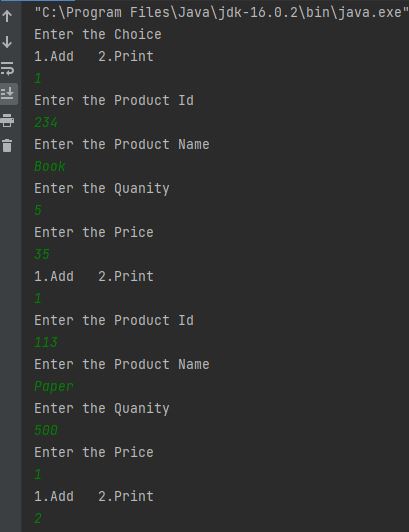 "C:\Program Files\Java\jdk-16.0.2\bin\java.exe"
Enter the Choice
1.Add   2.Print
1
Enter the Product Id
234
Enter the Product Name
Book
Enter the Quanity
5
Enter the Price
35
1.Add   2.Print
1
Enter the Product Id
113
Enter the Product Name
Paper
Enter the Quanity
500
Enter the Price
1
1.Add   2.Print
2